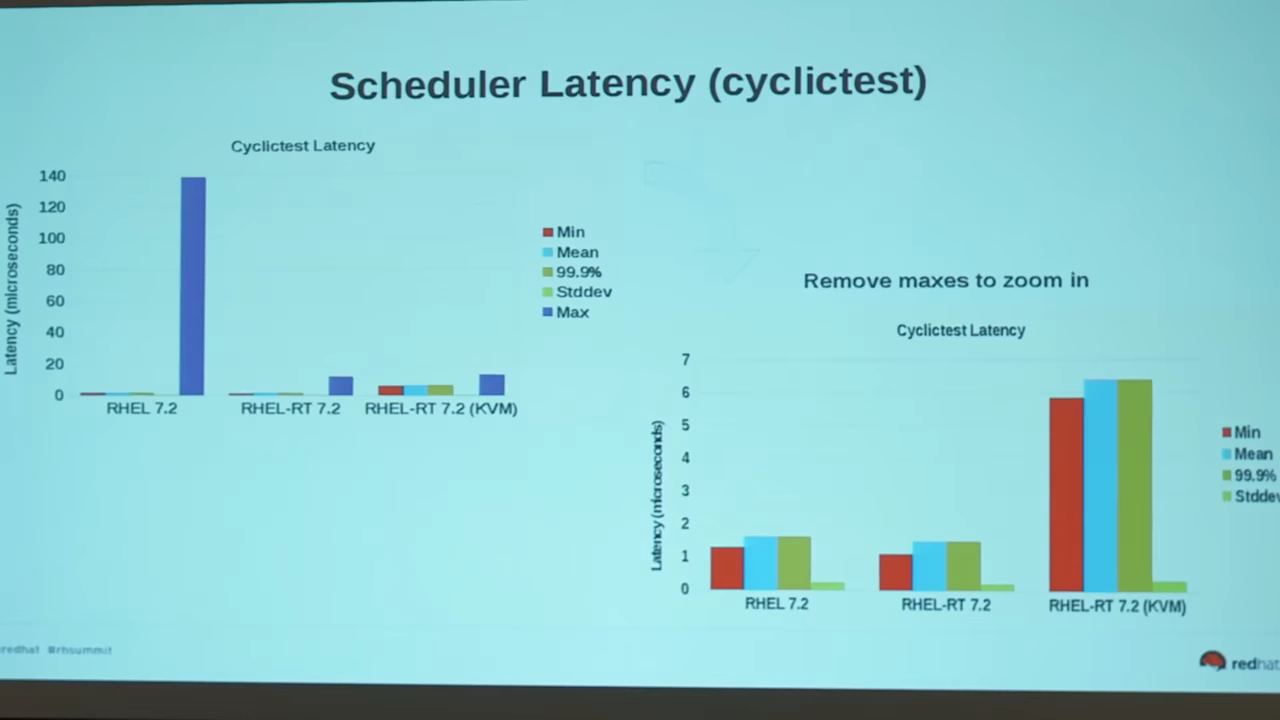 Scheduler Latency (cyclictest)
Cyclictest Latency
Latency (microseconds)
140
120
100
80
60
40
20
0
RHEL 7.2
RHEL-RT 7.2
RHEL-RT 7.2 (KVM)
Min
Mean
99.9%
Stddev
Max
Remove maxes to zoom in
Cyclictest Latency
Latency (microseconds)
7
6
5
4
3
2
1
0
RHEL 7.2
RHEL-RT 7.2
RHEL-RT 7.2 (KVM)
Min
Mean
99.9%
Stddev
redhat #rhsummit
redhat